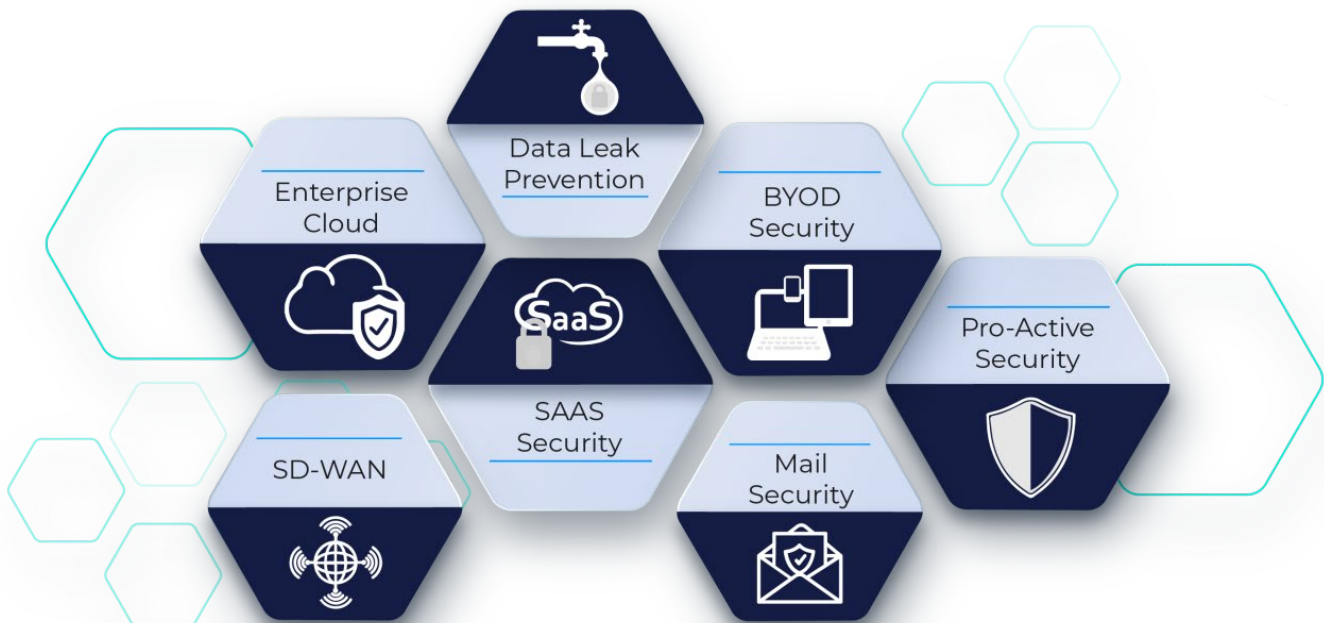 Data Leak
Prevention
Enterprise
Cloud
BYOD
Security
SaaS
Pro-Active
Security
SAAS
Security
SD-WAN
Mail
Security